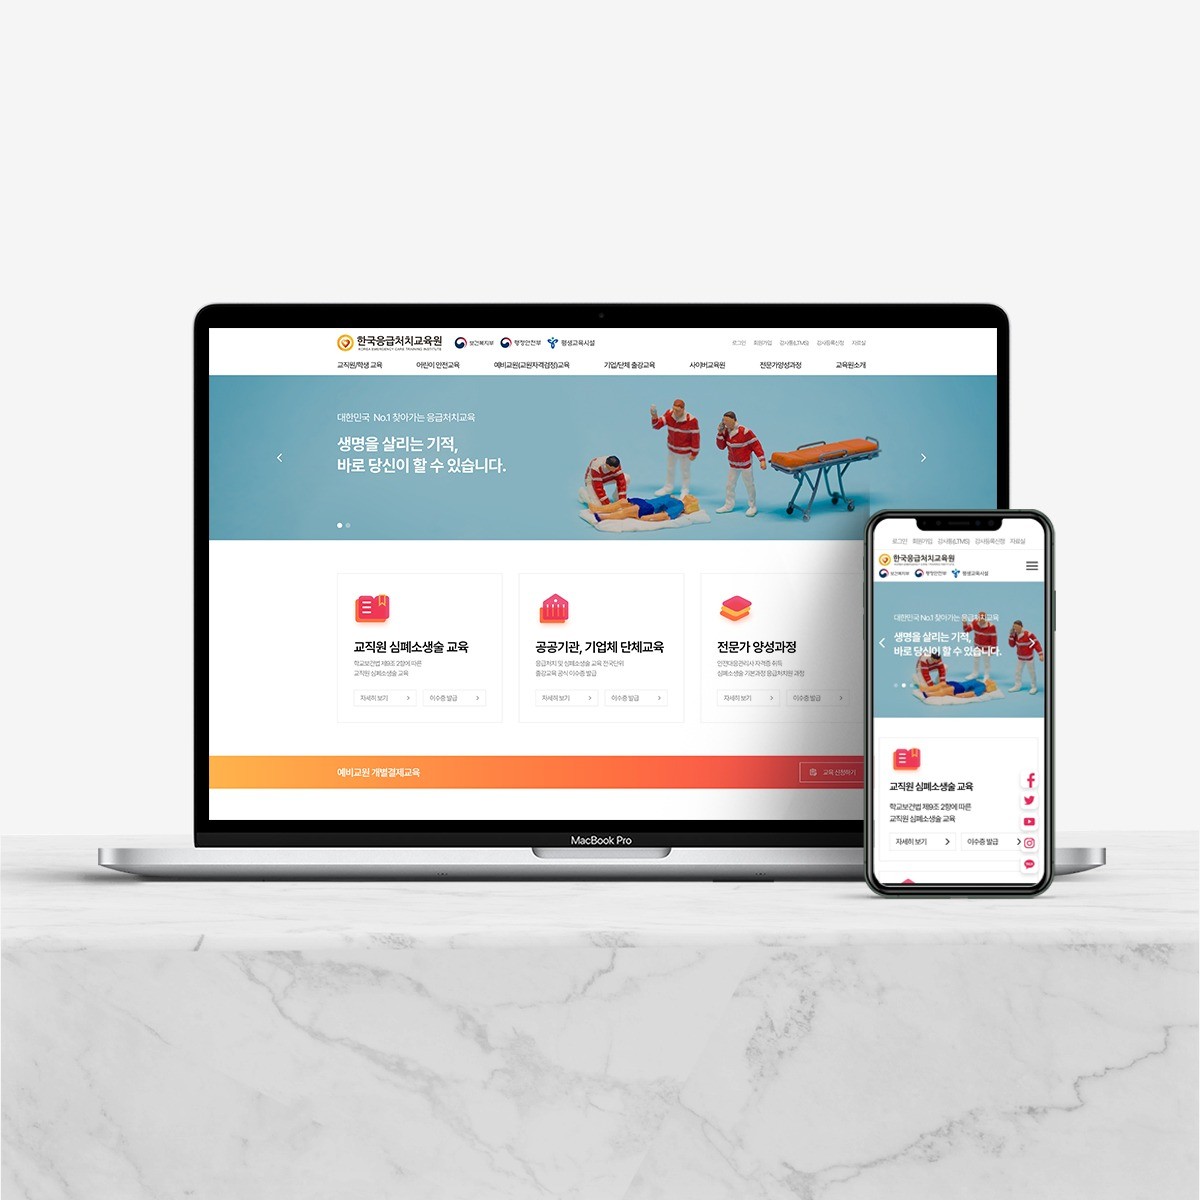 한국응급처치교육원
KOREA EMERGENCY CARE TRAINING INSTITUTE
보건복지부
행정안전부
평생교육시설
로그인 회원가입 강사룸(LTMS) 강사등록신청 자료실
교직원/학생 교육 어린이 안전교육 예비교원(교원자격검정)교육 기업/단체 출강교육 사이버교육원 전문가양성과정 교육원소개
대한민국 No.1 찾아가는 응급처치교육
생명을 살리는 기적,
바로 당신이 할 수 있습니다.
교직원 심폐소생술 교육
학교보건법 제9조 2항에 따른
교직원 심폐소생술 교육
자세히 보기 이수증 발급
공공기관, 기업체 단체교육
응급처치 및 심폐소생술 교육 전국단위
출강교육 공식 이수증 발급
자세히 보기 이수증 발급
전문가 양성과정
안전대응관리사 자격증 취득
심폐소생술 기본과정 응급처치원 과정
자세히 보기 이수증 발급
예비교원 개별결제교육
교육 신청하기
MacBook Pro
로그인 회원가입 강사룸(LTMS) 강사등록신청 자료실
한국응급처치교육원
보건복지부 행정안전부 평생교육시설
대한민국 No.1 찾아가는 응급처치교육
생명을 살리는 기적,
바로 당신이 할 수 있습니다.
교직원 심폐소생술 교육
학교보건법 제9조 2항에 따른
교직원 심폐소생술 교육
자세히 보기 이수증 발급